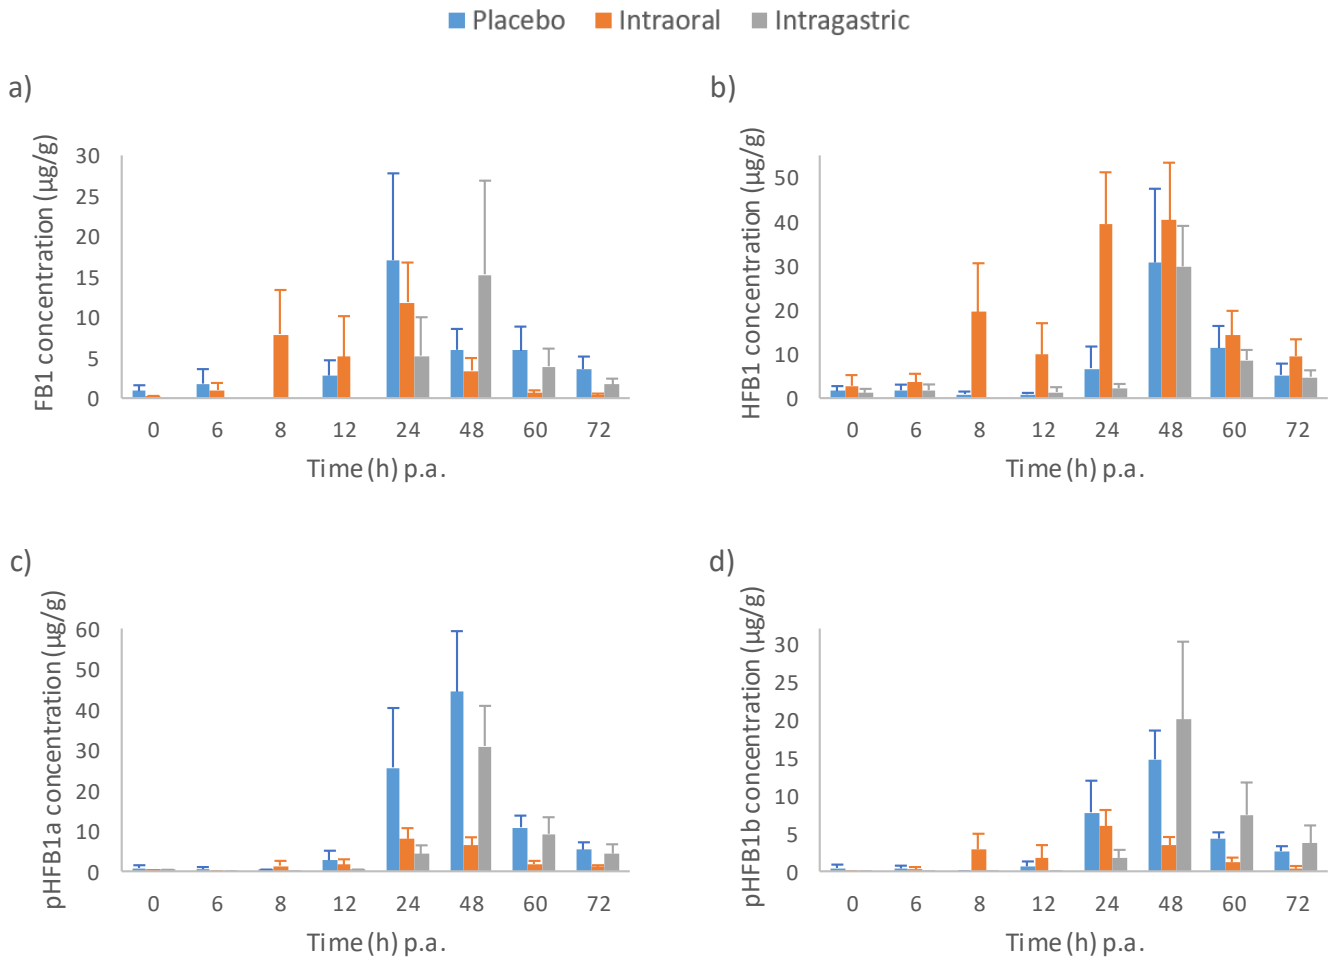 Placebo Intraoral Intragastric
a)
FB1 concentration (µg/g)
30
25
20
15
10
5
0
0 6 8 12 24 48 60 72
Time (h) p.a.
b)
HFB1 concentration (µg/g)
50
40
30
20
10
0
0 6 8 12 24 48 60 72
Time (h) p.a.
c)
pHFB1a concentration (µg/g)
60
50
40
30
20
10
0
0 6 8 12 24 48 60 72
Time (h) p.a.
d)
pHFB1b concentration (µg/g)
30
25
20
15
10
5
0
0 6 8 12 24 48 60 72
Time (h) p.a.